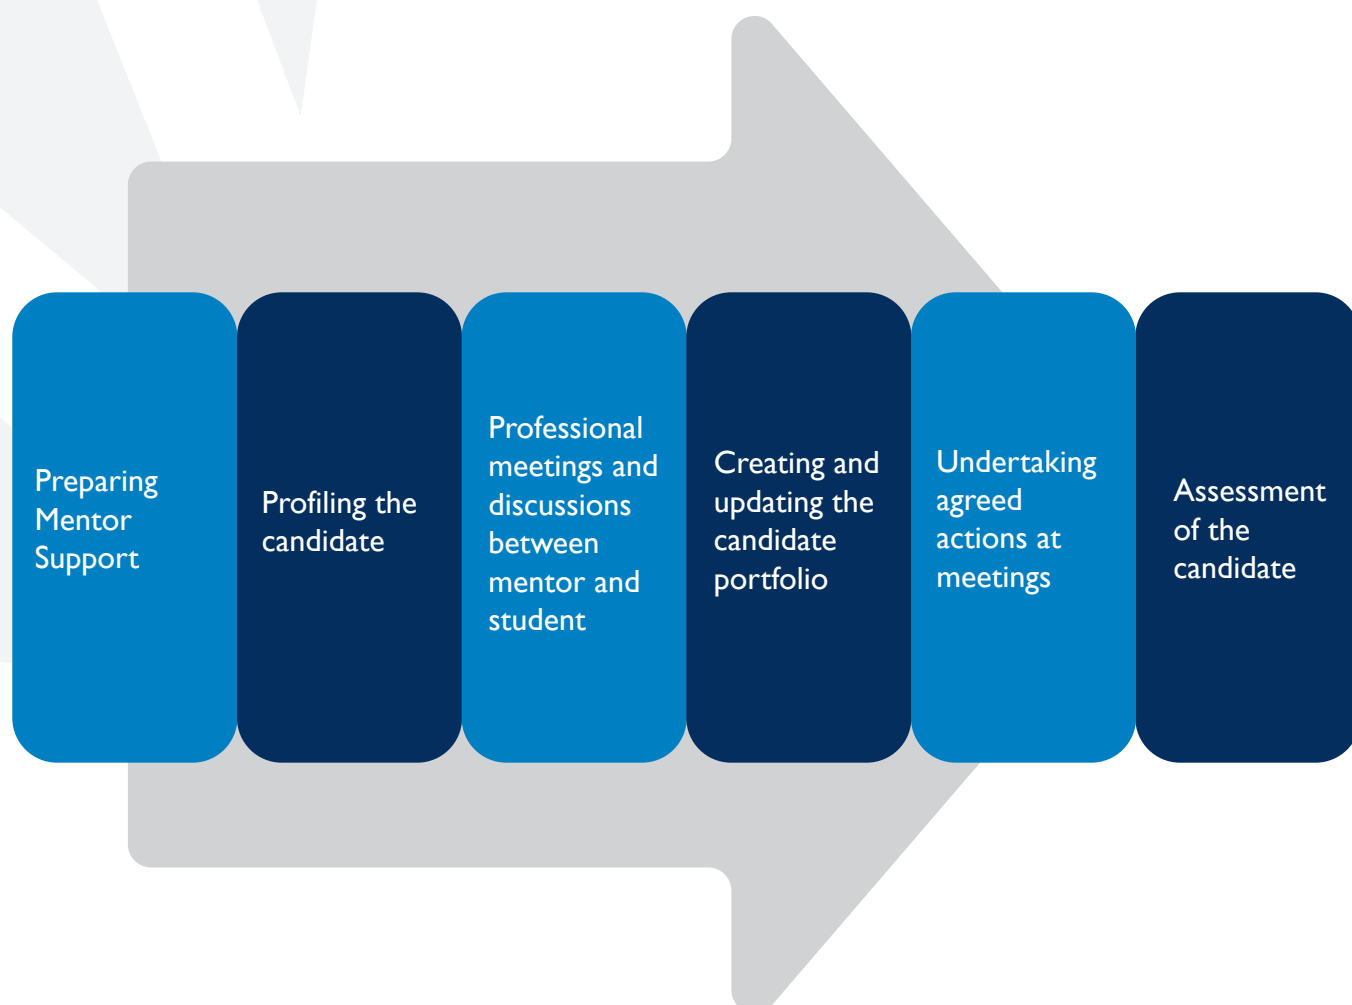 Preparing
Mentor
Support
Profiling the
candidate
Professional
meetings and
discussions
between
mentor and
student
Creating and
updating the
candidate
portfolio
Undertaking
agreed
actions at
meetings
Assessment
of the
candidate